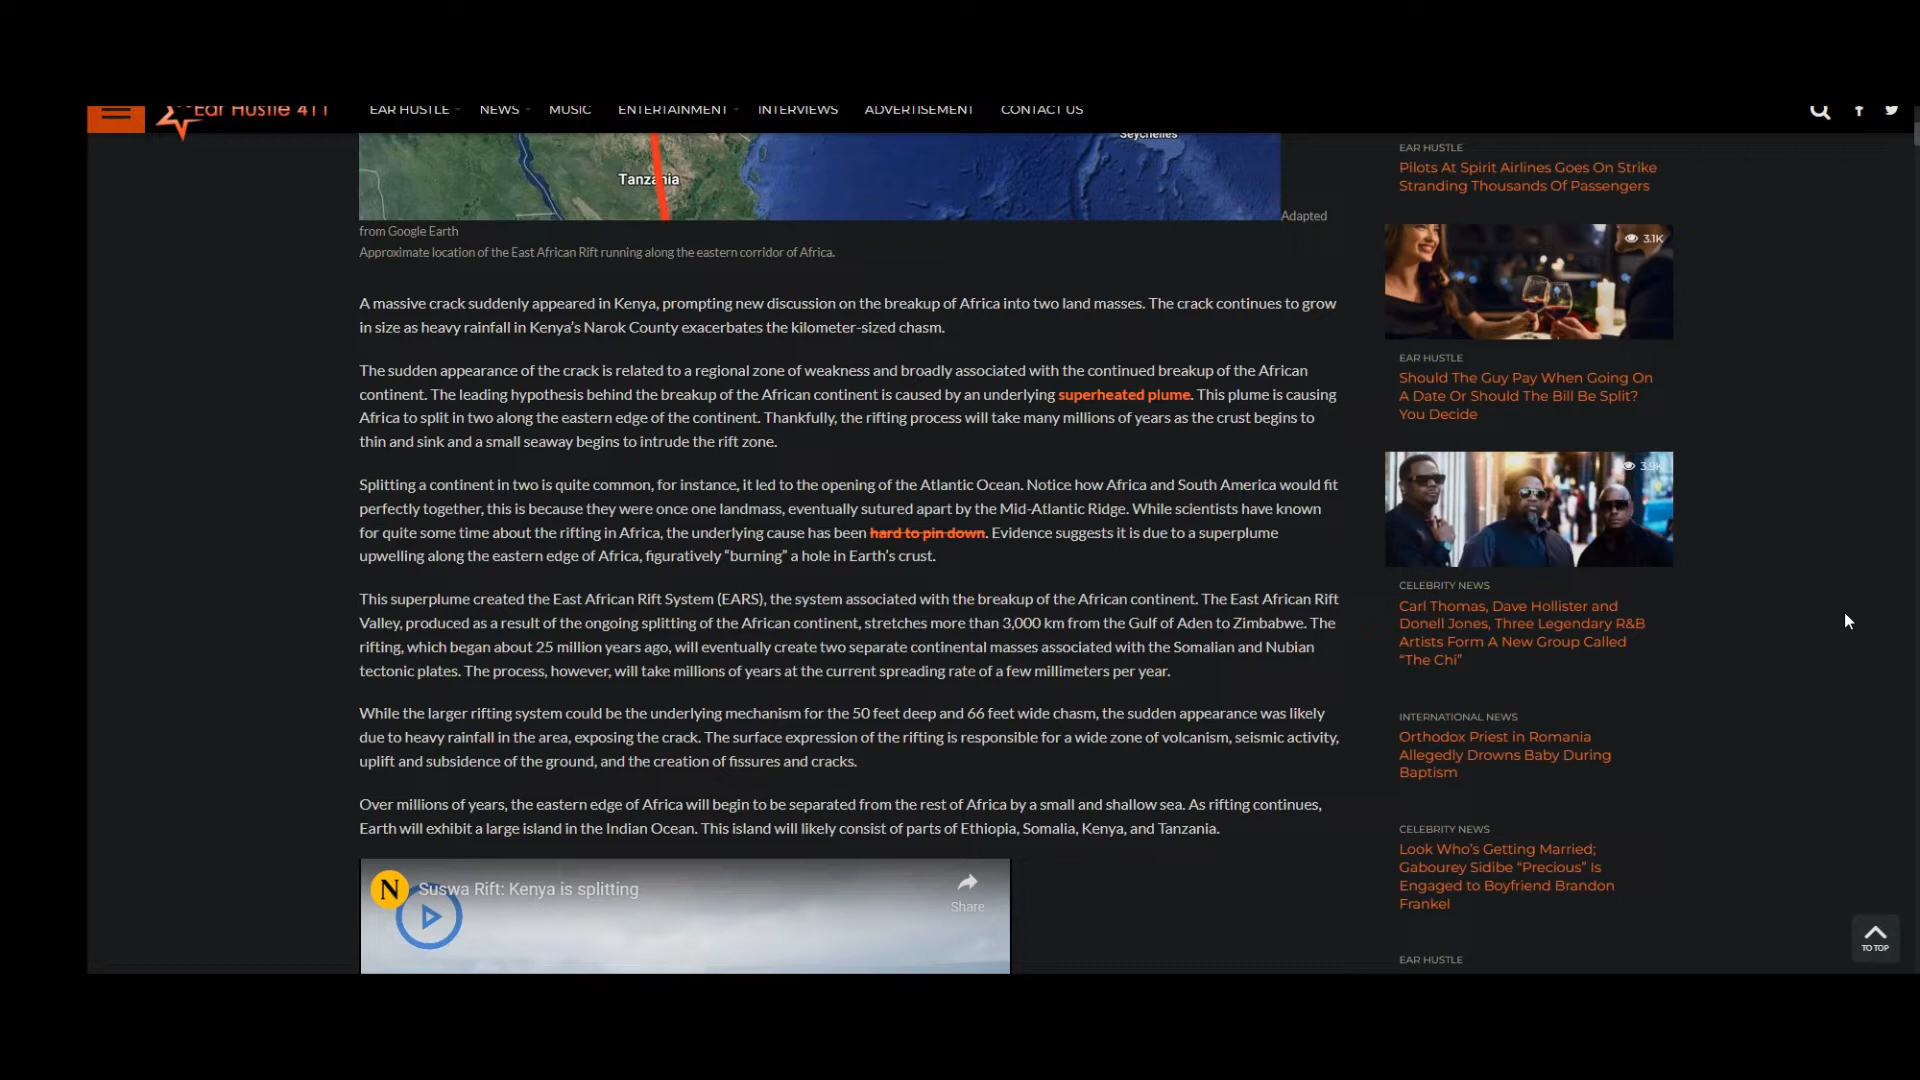 Ear Hustle 411
EAR HUSTLE
NEWS
MUSIC
ENTERTAINMENT
INTERVIEWS
ADVERTISEMENT
CONTACT US
Seychelles
Tanzania
Adapted
from Google Earth
Approximate location of the East African Rift running along the eastern corridor of Africa.
A massive crack suddenly appeared in Kenya, prompting new discussion on the breakup of Africa into two land masses. The crack continues to grow
in size as heavy rainfall in Kenya's Narok County exacerbates the kilometer-sized chasm.
The sudden appearance of the crack is related to a regional zone of weakness and broadly associated with the continued breakup of the African
continent. The leading hypothesis behind the breakup of the African continent is caused by an underlying superheated plume. This plume is causing
Africa to split in two along the eastern edge of the continent. Thankfully, the rifting process will take many millions of years as the crust begins to
thin and sink and a small seaway begins to intrude the rift zone.
Splitting a continent in two is quite common, for instance, it led to the opening of the Atlantic Ocean. Notice how Africa and South America would fit
perfectly together, this is because they were once one landmass, eventually sutured apart by the Mid-Atlantic Ridge. While scientists have known
for quite some time about the rifting in Africa, the underlying cause has been hard to pin down. Evidence suggests it is due to a superplume
upwelling along the eastern edge of Africa, figuratively “burning” a hole in Earth's crust.
This superplume created the East African Rift System (EARS), the system associated with the breakup of the African continent. The East African Rift
Valley, produced as a result of the ongoing splitting of the African continent, stretches more than 3,000 km from the Gulf of Aden to Zimbabwe. The
rifting, which began about 25 million years ago, will eventually create two separate continental masses associated with the Somalian and Nubian
tectonic plates. The process, however, will take millions of years at the current spreading rate of a few millimeters per year.
While the larger rifting system could be the underlying mechanism for the 50 feet deep and 66 feet wide chasm, the sudden appearance was likely
due to heavy rainfall in the area, exposing the crack. The surface expression of the rifting is responsible for a wide zone of volcanism, seismic activity,
uplift and subsidence of the ground, and the creation of fissures and cracks.
Over millions of years, the eastern edge of Africa will begin to be separated from the rest of Africa by a small and shallow sea. As rifting continues,
Earth will exhibit a large island in the Indian Ocean. This island will likely consist of parts of Ethiopia, Somalia, Kenya, and Tanzania.
N
Suswa Rift: Kenya is splitting
Share
EAR HUSTLE
Pilots At Spirit Airlines Goes On Strike
Stranding Thousands Of Passengers
3.1K
EAR HUSTLE
Should The Guy Pay When Going On
A Date Or Should The Bill Be Split?
You Decide
3.9K
CELEBRITY NEWS
Carl Thomas, Dave Hollister and
Donell Jones, Three Legendary R&B
Artists Form A New Group Called
“The Chi”
INTERNATIONAL NEWS
Orthodox Priest in Romania
Allegedly Drowns Baby During
Baptism
CELEBRITY NEWS
Look Who's Getting Married;
Gabourey Sidibe “Precious” Is
Engaged to Boyfriend Brandon
Frankel
EAR HUSTLE
TO TOP